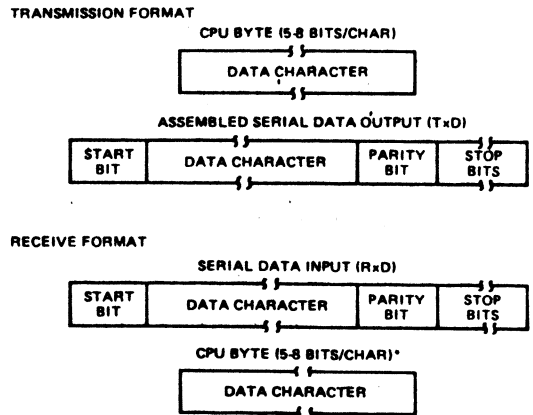 TRANSMISSION FORMAT
CPU BYTE (5-8 BITS/CHAR)
DATA CHARACTER
ASSEMBLED SERIAL DATA OUTPUT (TxD)
START BIT
DATA CHARACTER
PARITY BIT
STOP BITS
RECEIVE FORMAT
SERIAL DATA INPUT (RxD)
START BIT
DATA CHARACTER
PARITY BIT
STOP BITS
CPU BYTE (5-8 BITS/CHAR)*
DATA CHARACTER